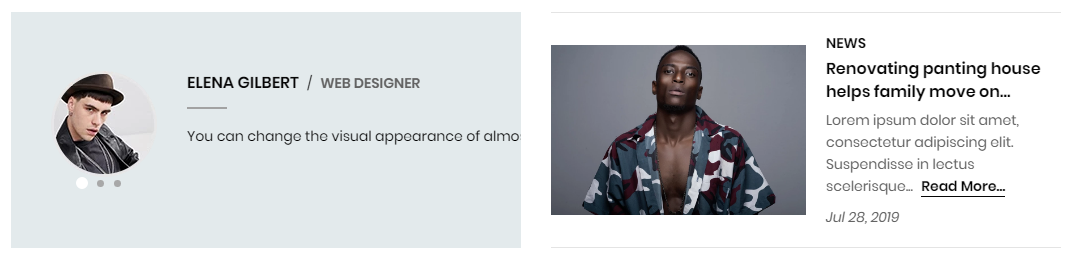 ELENA GILBERT / WEB DESIGNER
You can change the visual appearance of almo
NEWS
Renovating panting house
helps family move on...
Lorem ipsum dolor sit amet,
consectetur adipiscing elit.
Suspendisse in lectus
scelerisque... Read More...
Jul 28, 2019